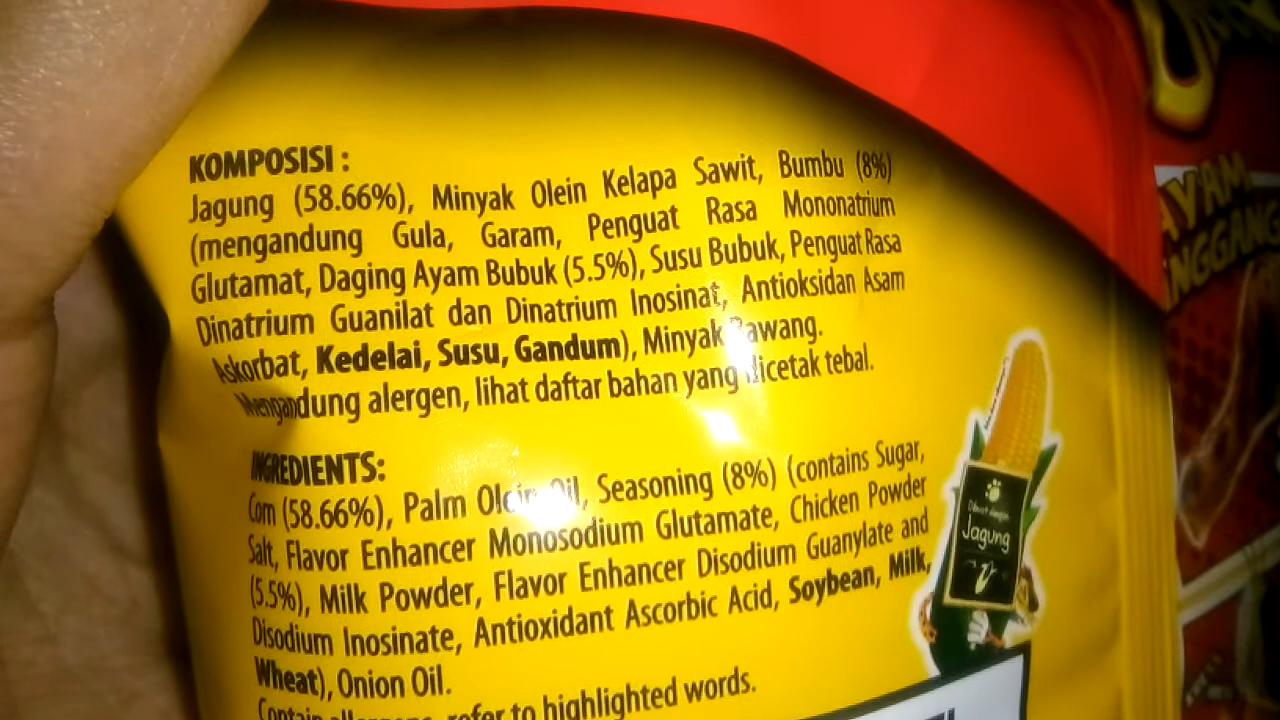 KOMPOSISI :
Jagung (58.66%), Minyak Olein Kelapa Sawit, Bumbu (8%)
(mengandung Gula, Garam, Penguat Rasa Mononatrium
Glutamat, Daging Ayam Bubuk (5.5%), Susu Bubuk, Penguat Rasa
Dinatrium Guanilat dan Dinatrium Inosinat, Antioksidan Asam
Askorbat, Kedelai, Susu, Gandum), Minyak Bawang.
Mengandung alergen, lihat daftar bahan yang dicetak tebal.
INGREDIENTS:
Corn (58.66%), Palm Olein Oil, Seasoning (8%) (contains Sugar,
Salt, Flavor Enhancer Monosodium Glutamate, Chicken Powder
(5.5%), Milk Powder, Flavor Enhancer Disodium Guanylate and
Disodium Inosinate, Antioxidant Ascorbic Acid, Soybean, Milk,
Wheat), Onion Oil.
Contain allergens, refer to highlighted words.
Dibuat dengan
Jagung
AYAM